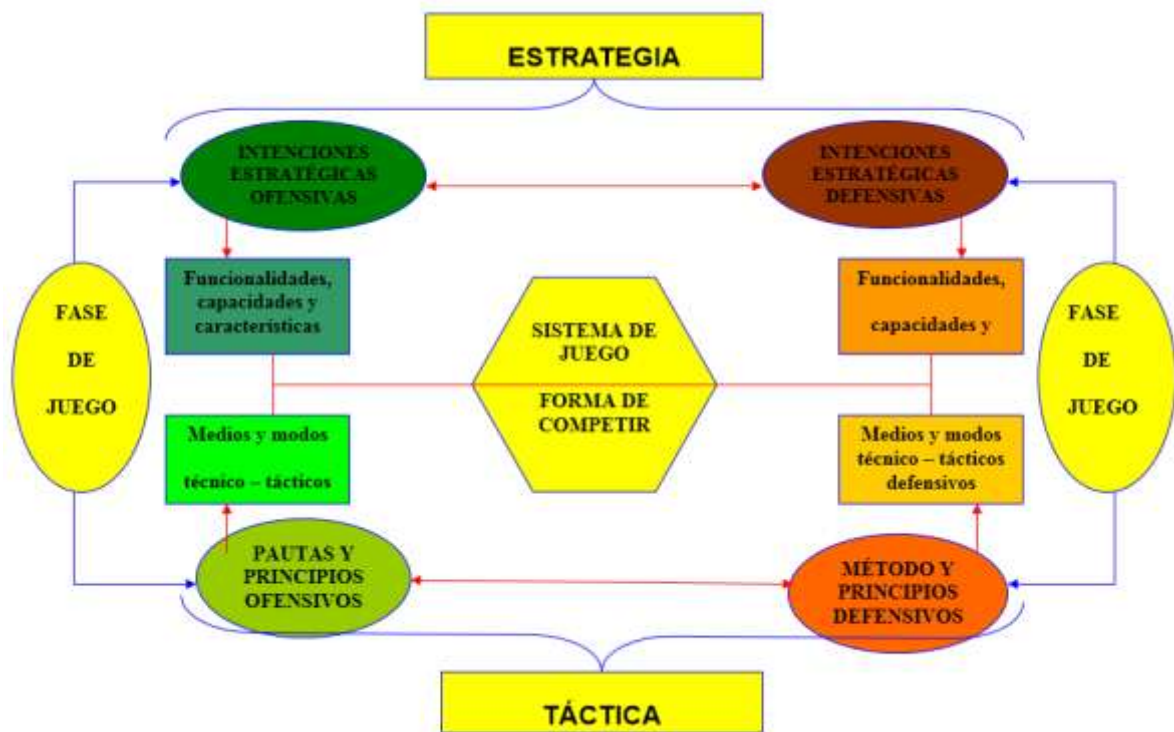 ESTRATEGIA
INTENCIONES
ESTRATÉGICAS
OFENSIVAS
INTENCIONES
ESTRATÉGICAS
DEFENSIVAS
Funcionalidades,
capacidades y
características
Funcionalidades,
capacidades y
FASE
DE
JUEGO
SISTEMA DE
JUEGO
FORMA DE
COMPETIR
FASE
DE
JUEGO
Medios y modos
técnico – tácticos
Medios y modos
técnico – tácticos
defensivos
PAUTAS Y
PRINCIPIOS
OFENSIVOS
MÉTODO Y
PRINCIPIOS
DEFENSIVOS
TÁCTICA